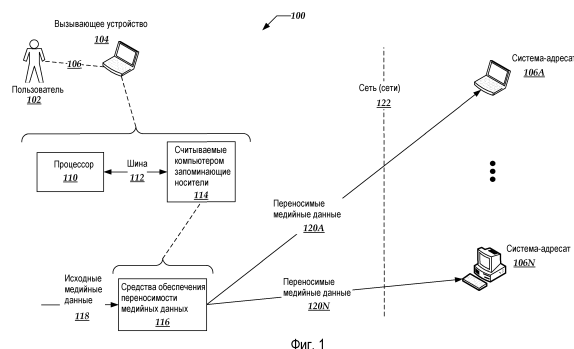 100
Вызывающее устройство
104
106
Пользователь
102
Система-адресат
106A
Сеть (сети)
122
Процессор
110
Шина
112
Считываемые
компьютером
запоминающие
носители
114
Переносимые
медийные данные
120A
Исходные
медийные
данные
118
Средства обеспечения
переносимости
медийных данных
116
Переносимые
медийные данные
120N
Система-адресат
106N
Фиг. 1